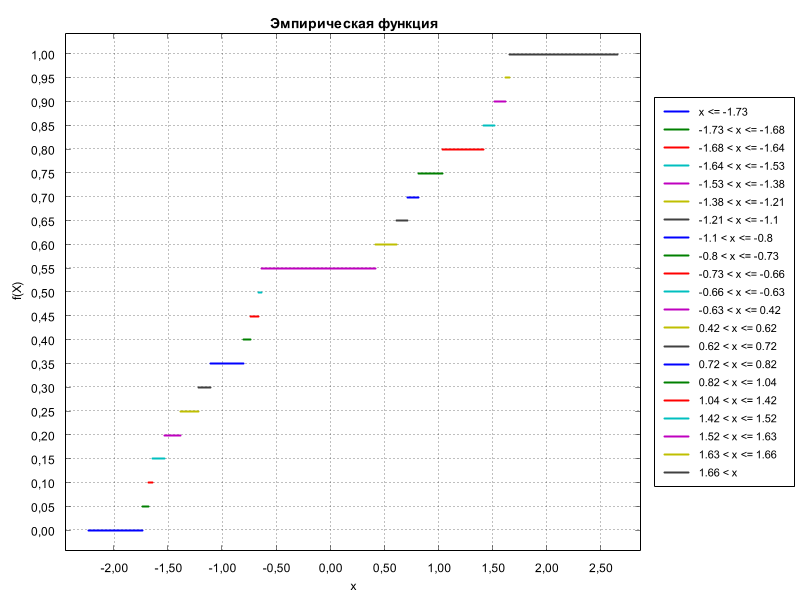 Эмпирическая функция
1,00
0,95
0,90
0,85
0,80
0,75
0,70
0,65
0,60
0,55
0,50
0,45
0,40
0,35
0,30
0,25
0,20
0,15
0,10
0,05
0,00
f(X)
-2,00 -1,50 -1,00 -0,50 0,00 0,50 1,00 1,50 2,00 2,50
x
x <= -1.73
-1.73 < x <= -1.68
-1.68 < x <= -1.64
-1.64 < x <= -1.53
-1.53 < x <= -1.38
-1.38 < x <= -1.21
-1.21 < x <= -1.1
-1.1 < x <= -0.8
-0.8 < x <= -0.73
-0.73 < x <= -0.66
-0.66 < x <= -0.63
-0.63 < x <= 0.42
0.42 < x <= 0.62
0.62 < x <= 0.72
0.72 < x <= 0.82
0.82 < x <= 1.04
1.04 < x <= 1.42
1.42 < x <= 1.52
1.52 < x <= 1.63
1.63 < x <= 1.66
1.66 < x